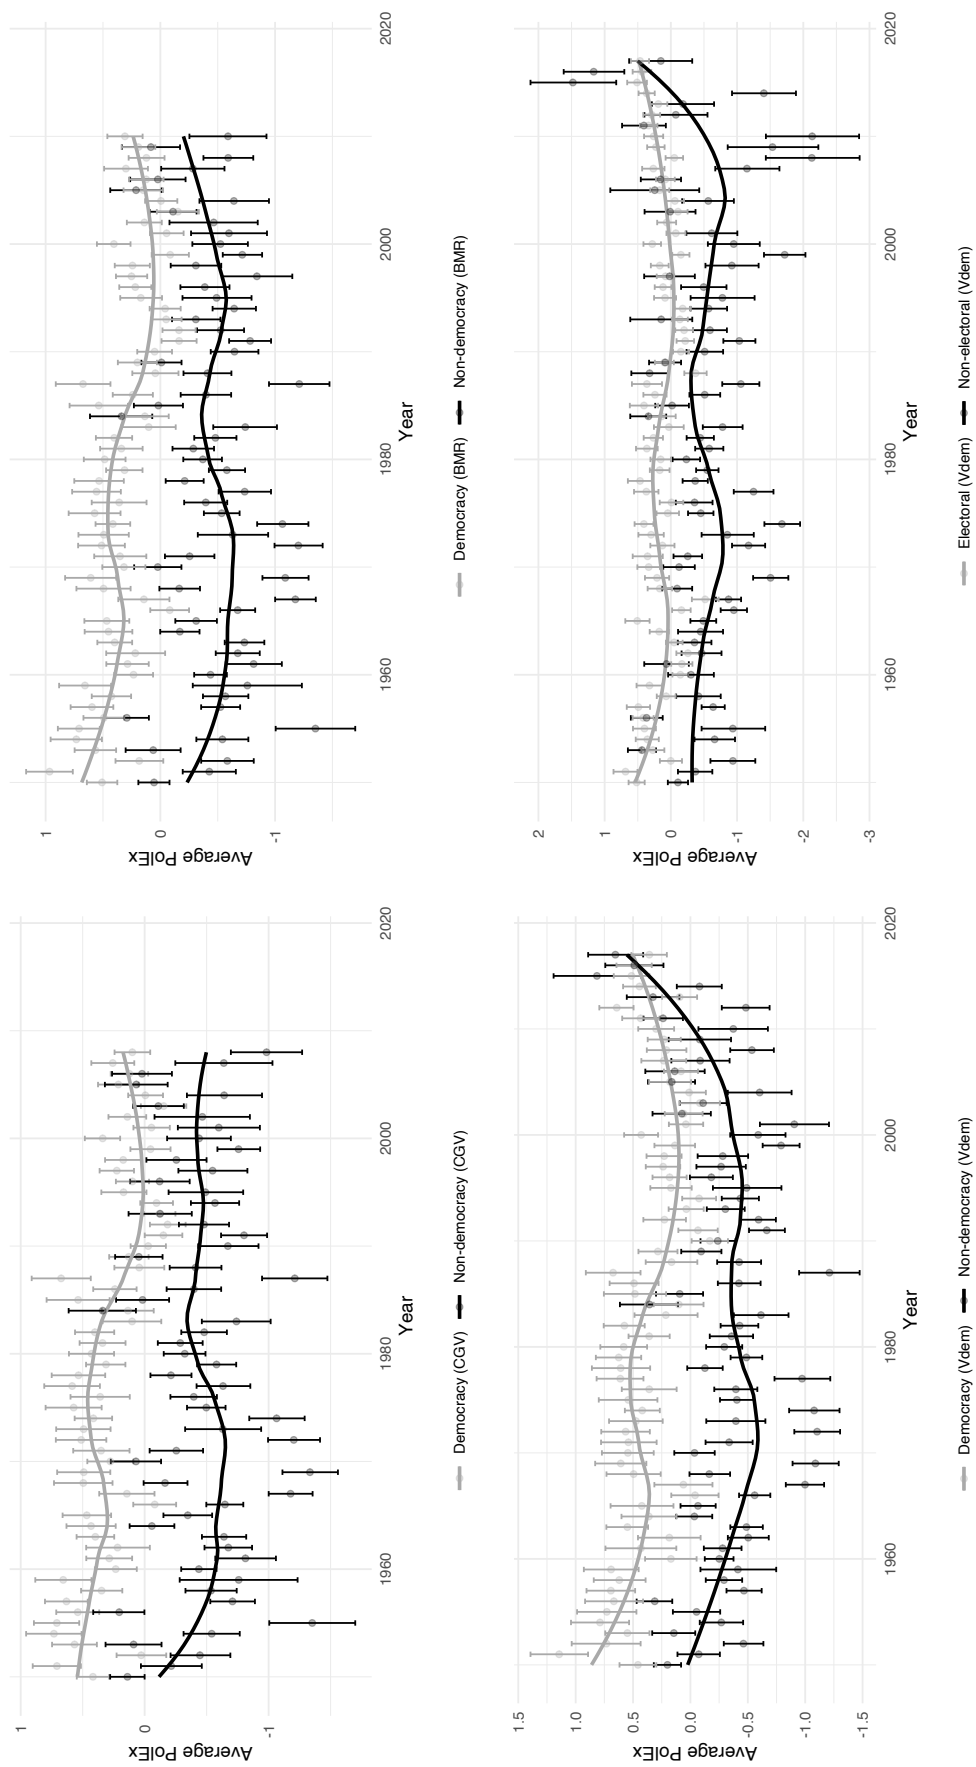 Average PolEx
1
0
-1
1960 1980 2000 2020
Year
Democracy (CGV) Non-democracy (CGV)
Average PolEx
1
0
-1
1960 1980 2000 2020
Year
Democracy (BMR) Non-democracy (BMR)
Average PolEx
1.5
1.0
0.5
0.0
-0.5
-1.0
-1.5
1960 1980 2000 2020
Year
Democracy (Vdem) Non-democracy (Vdem)
Average PolEx
2
1
0
-1
-2
-3
1960 1980 2000 2020
Year
Electoral (Vdem) Non-electoral (Vdem)